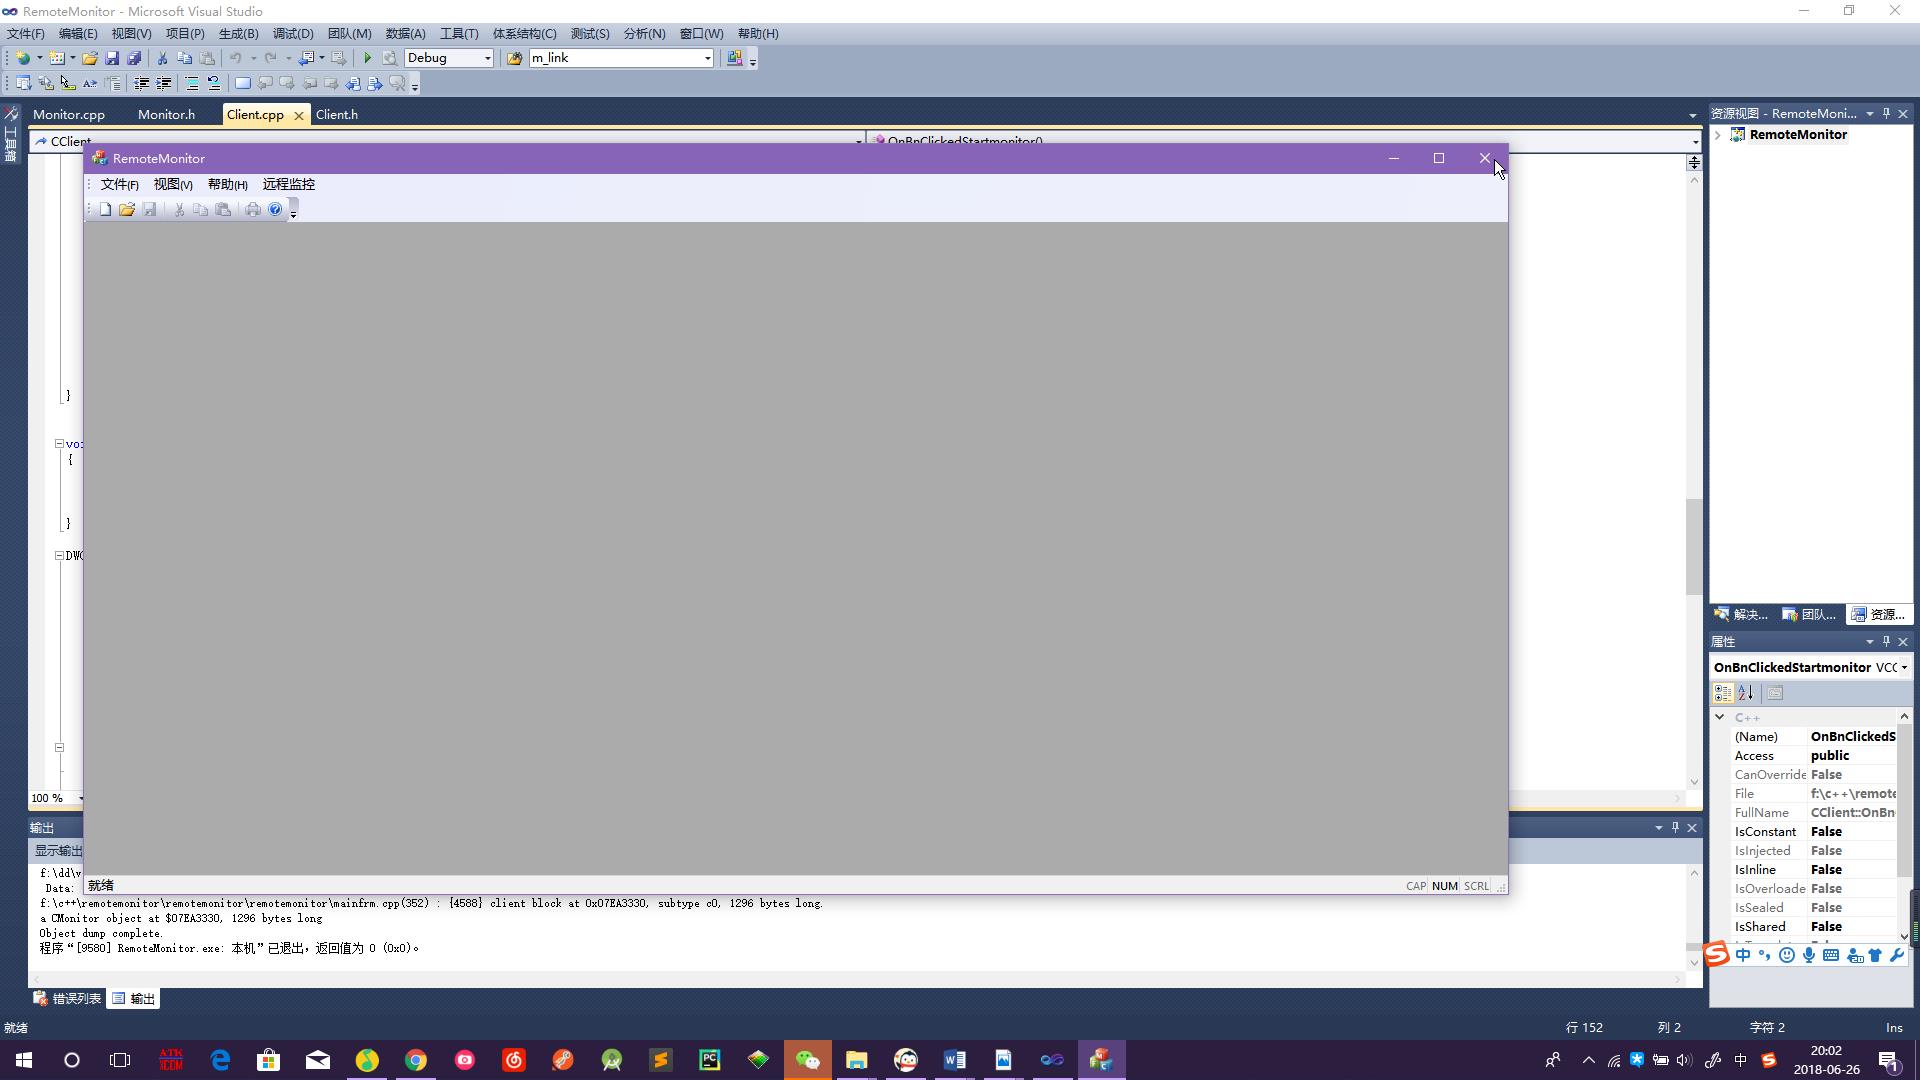 RemoteMonitor - Microsoft Visual Studio
文件(F) 编辑(E) 视图(V) 项目(P) 生成(B) 调试(D) 团队(M) 数据(A) 工具(T) 体系结构(C) 测试(S) 分析(N) 窗口(W) 帮助(H)
Debug m_link
Monitor.cpp Monitor.h Client.cpp Client.h
工具箱
CClient OnBnClickedStartmonitor()
RemoteMonitor
文件(F) 视图(V) 帮助(H) 远程监控
}
{
}
100 %
就绪 CAP NUM SCRL
资源视图 - RemoteMoni...
RemoteMonitor
解决... 团队... 资源...
属性
OnBnClickedStartmonitor VCC
C++
(Name) OnBnClickedS
Access public
CanOverride False
File f:\c++\remote
FullName CClient::OnBn
IsConstant False
IsInjected False
IsInline False
IsOverloade False
IsSealed False
IsShared False
输出
显示输出
f:\dd\v
Data:
f:\c++\remotemonitor\remotemonitor\remotemonitor\mainfrm.cpp(352) : {4588} client block at 0x07EA3330, subtype c0, 1296 bytes long.
a CMonitor object at $07EA3330, 1296 bytes long
Object dump complete.
程序“[9580] RemoteMonitor.exe: 本机”已退出，返回值为 0 (0x0)。
错误列表 输出
中
就绪 行 152 列 2 字符 2 Ins
ATK XCOM PC 中 20:02
2018-06-26 1